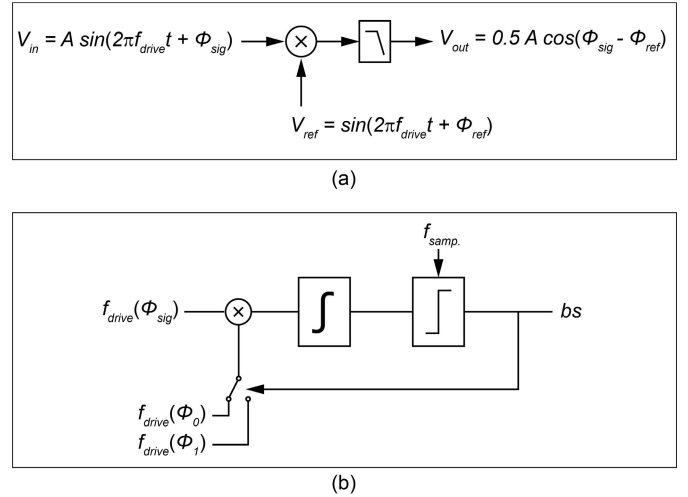 V_in = A sin(2πf_drive t + Φ_sig)
V_out = 0.5 A cos(Φ_sig - Φ_ref)
V_ref = sin(2πf_drive t + Φ_ref)
(a)
f_samp.
f_drive(Φ_sig)
bs
f_drive(Φ_0)
f_drive(Φ_1)
(b)